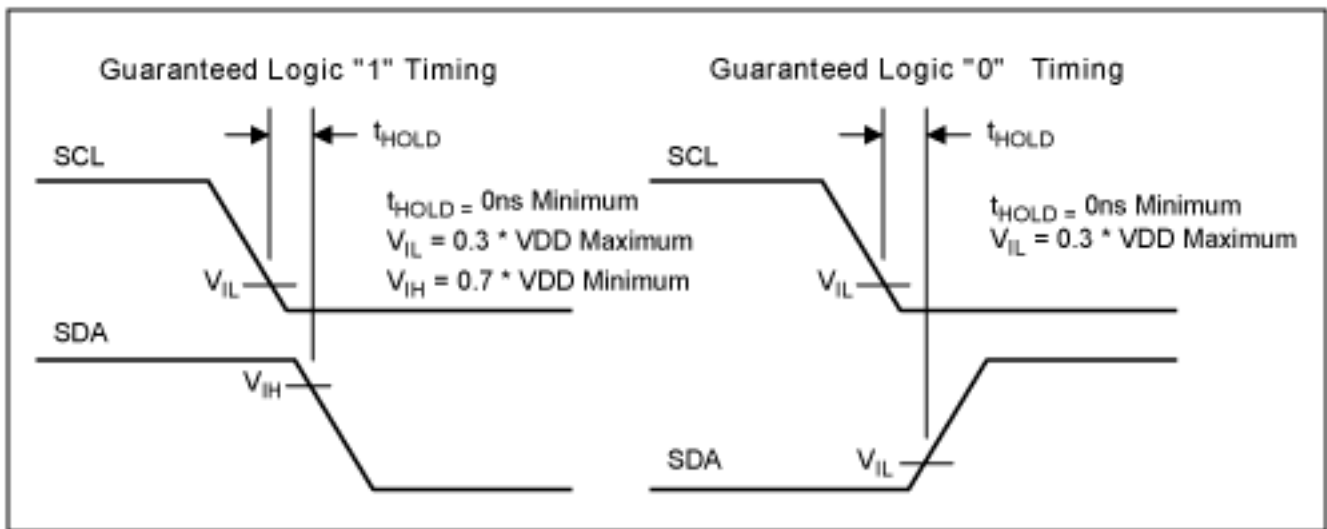 Guaranteed Logic "1" Timing
tHOLD
SCL
tHOLD = 0ns Minimum
VIL = 0.3 * VDD Maximum
VIH = 0.7 * VDD Minimum
VIL
SDA
VIH
Guaranteed Logic "0" Timing
tHOLD
SCL
tHOLD = 0ns Minimum
VIL = 0.3 * VDD Maximum
VIL
SDA
VIL